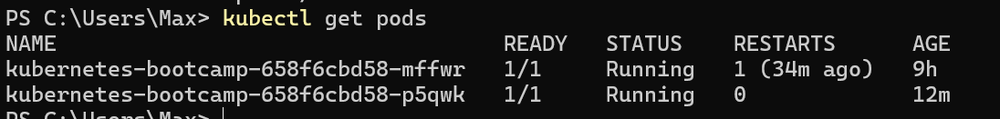 PS C:\Users\Max> kubectl get pods
NAME READY STATUS RESTARTS AGE
kubernetes-bootcamp-658f6cbd58-mffwr 1/1 Running 1 (34m ago) 9h
kubernetes-bootcamp-658f6cbd58-p5qwk 1/1 Running 0 12m
PS C:\Users\Max>